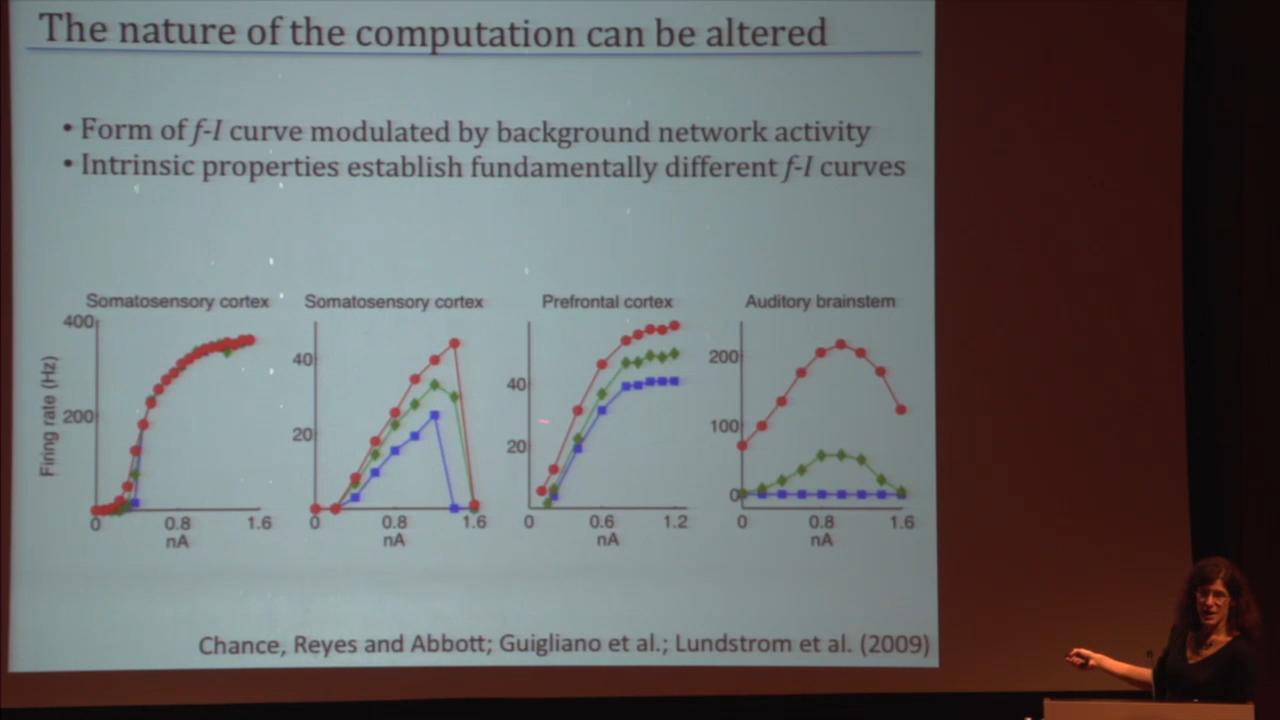 The nature of the computation can be altered
• Form of f-I curve modulated by background network activity
• Intrinsic properties establish fundamentally different f-I curves
Somatosensory cortex
Somatosensory cortex
Prefrontal cortex
Auditory brainstem
Firing rate (Hz)
400
200
0 0.8 1.6
nA
40
20
0 0.8 1.6
nA
40
20
0 0.6 1.2
nA
200
100
0
0 0.8 1.6
nA
Chance, Reyes and Abbott; Guigliano et al.; Lundstrom et al. (2009)